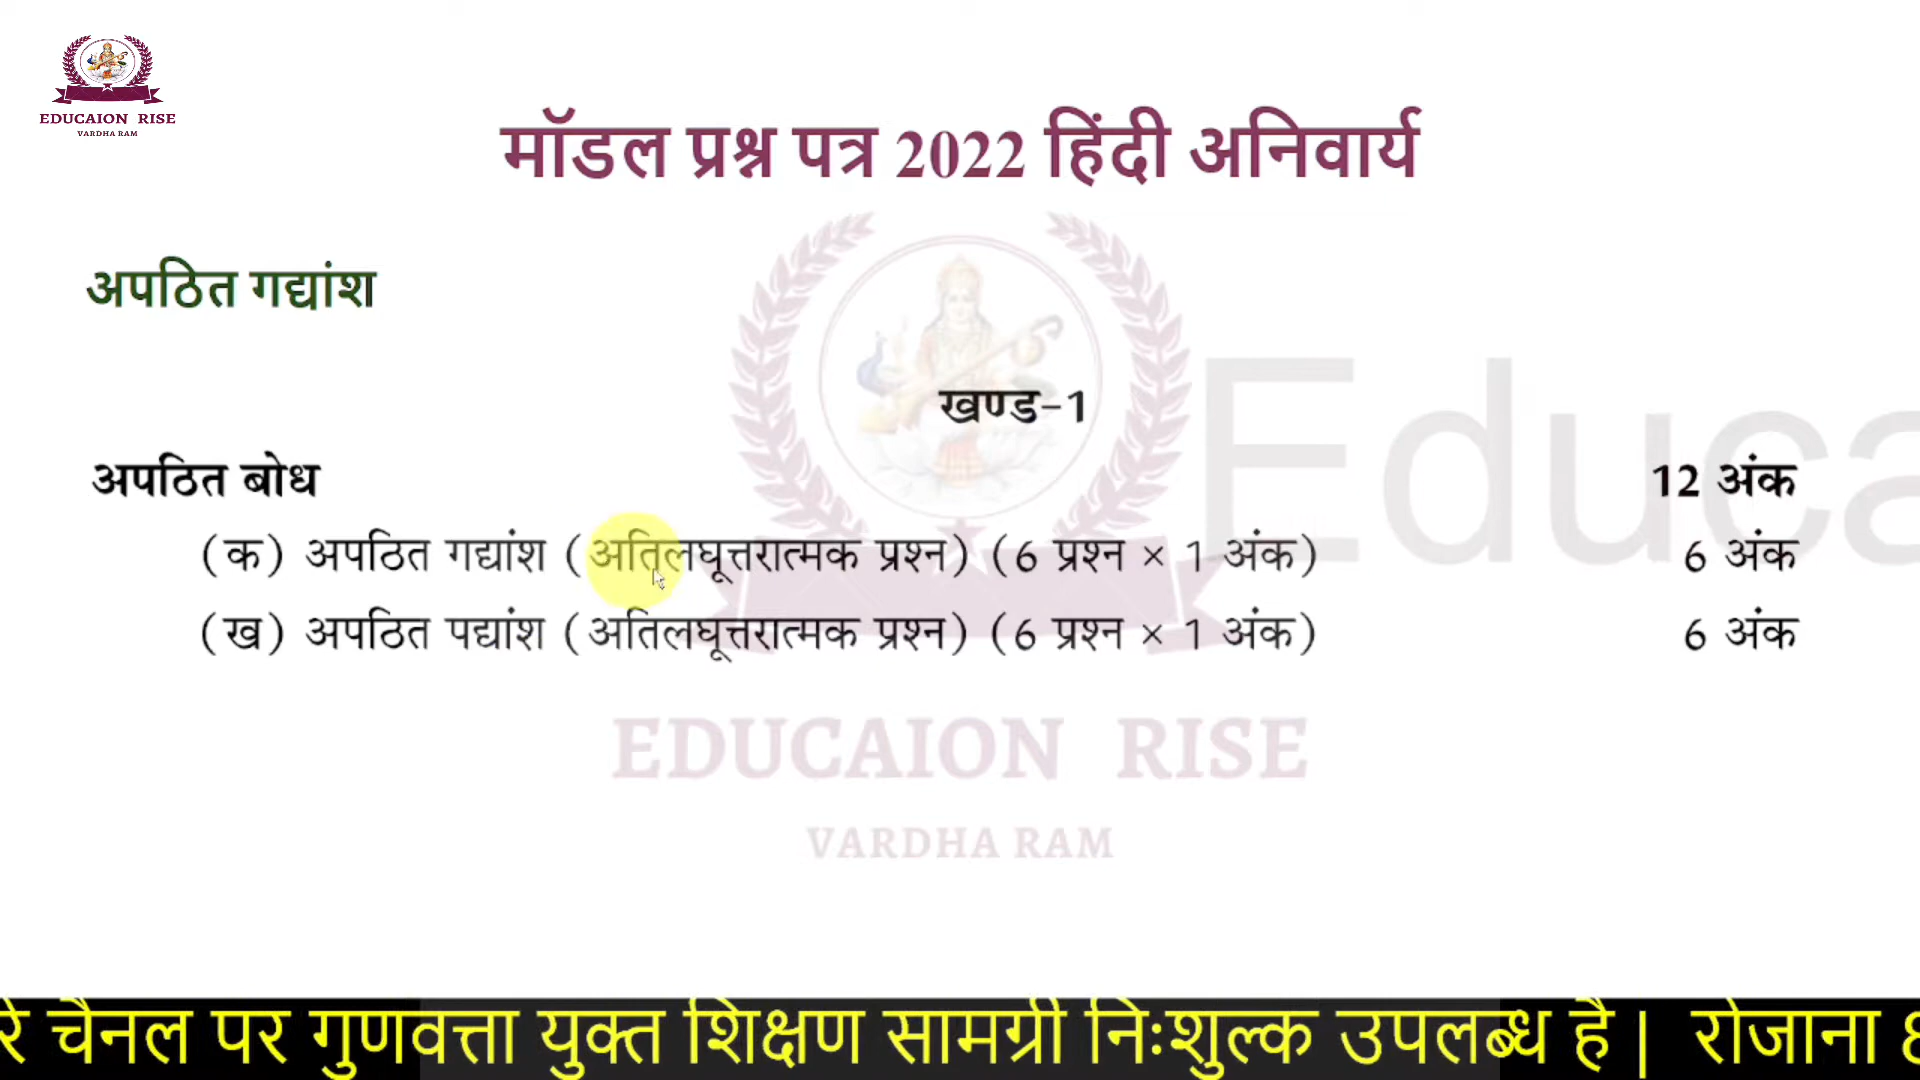 EDUCAION RISE
VARDHA RAM
मॉडल प्रश्न पत्र 2022 हिंदी अनिवार्य
अपठित गद्यांश
खण्ड-1
Educa
अपठित बोध 12 अंक
(क) अपठित गद्यांश (अतिलघूत्तरात्मक प्रश्न) (6 प्रश्न × 1 अंक) 6 अंक
(ख) अपठित पद्यांश (अतिलघूत्तरात्मक प्रश्न) (6 प्रश्न × 1 अंक) 6 अंक
EDUCAION RISE
VARDHA RAM
रे चैनल पर गुणवत्ता युक्त शिक्षण सामग्री निःशुल्क उपलब्ध है | रोजाना 8